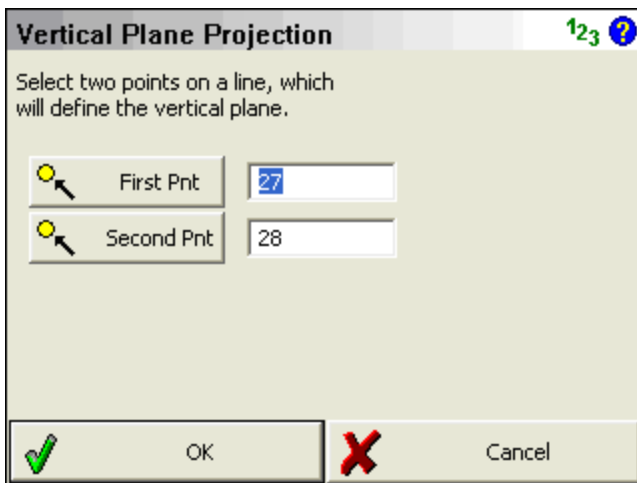 Vertical Plane Projection 123 ?
Select two points on a line, which
will define the vertical plane.
First Pnt 27
Second Pnt 28
OK Cancel